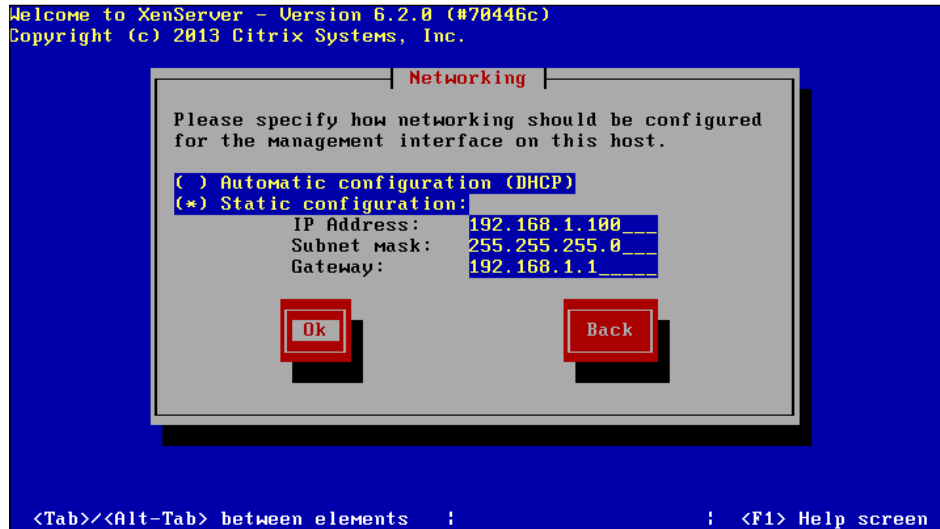 Welcome to XenServer - Version 6.2.0 (#70446c)
Copyright (c) 2013 Citrix Systems, Inc.
Networking
Please specify how networking should be configured
for the management interface on this host.
( ) Automatic configuration (DHCP)
(*) Static configuration:
IP Address: 192.168.1.100___
Subnet mask: 255.255.255.0___
Gateway: 192.168.1.1_____
Ok Back
<Tab>/<Alt-Tab> between elements ¦ ¦ <F1> Help screen